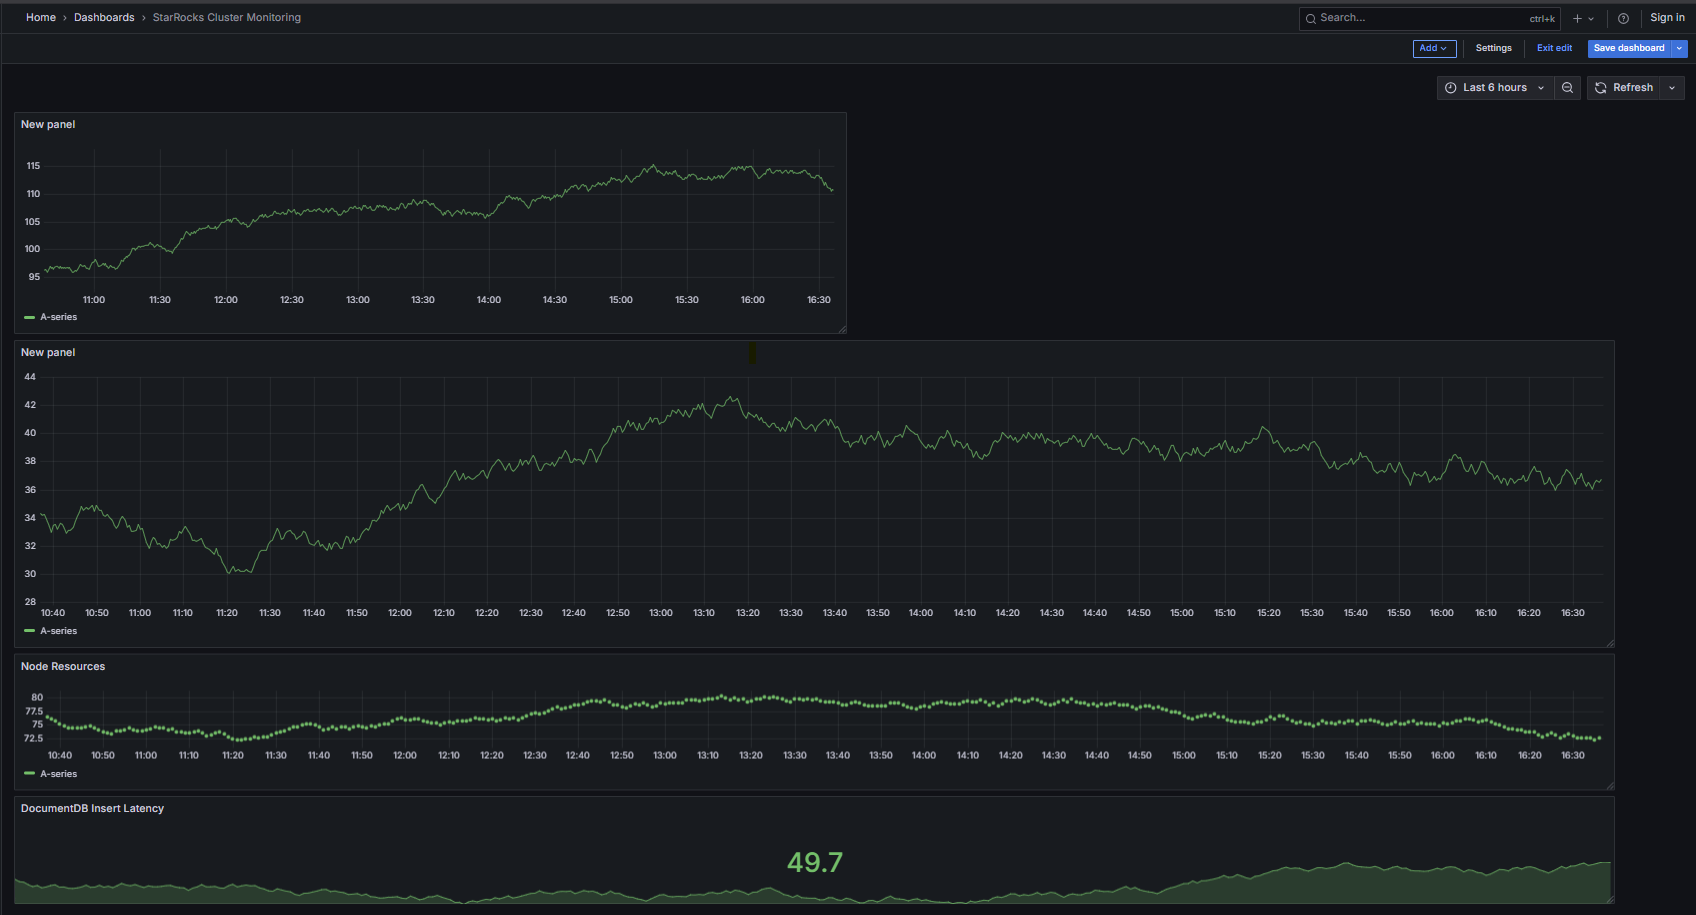 Home › Dashboards › StarRocks Cluster Monitoring
Search... ctrl+k
Sign in
Add
Settings
Exit edit
Save dashboard
Last 6 hours
Refresh
New panel
115
110
105
100
95
11:00 11:30 12:00 12:30 13:00 13:30 14:00 14:30 15:00 15:30 16:00 16:30
A-series
New panel
44
42
40
38
36
34
32
30
28
10:40 10:50 11:00 11:10 11:20 11:30 11:40 11:50 12:00 12:10 12:20 12:30 12:40 12:50 13:00 13:10 13:20 13:30 13:40 13:50 14:00 14:10 14:20 14:30 14:40 14:50 15:00 15:10 15:20 15:30 15:40 15:50 16:00 16:10 16:20 16:30
A-series
Node Resources
80
77.5
75
72.5
10:40 10:50 11:00 11:10 11:20 11:30 11:40 11:50 12:00 12:10 12:20 12:30 12:40 12:50 13:00 13:10 13:20 13:30 13:40 13:50 14:00 14:10 14:20 14:30 14:40 14:50 15:00 15:10 15:20 15:30 15:40 15:50 16:00 16:10 16:20 16:30
A-series
DocumentDB Insert Latency
49.7